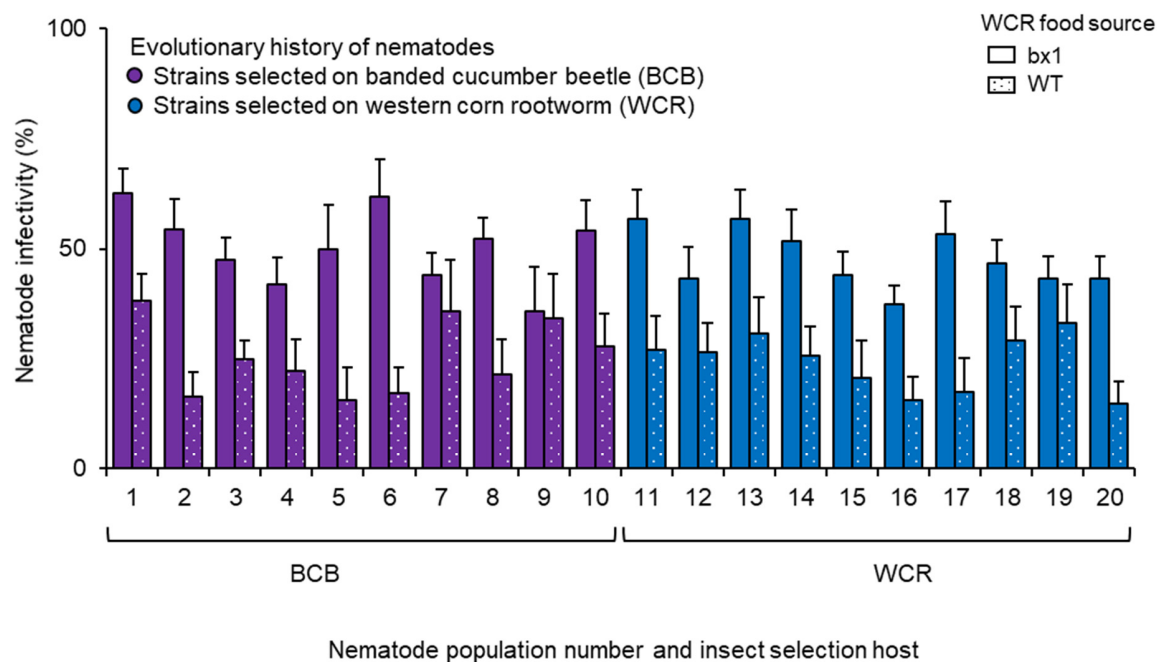 100
Evolutionary history of nematodes
Strains selected on banded cucumber beetle (BCB)
Strains selected on western corn rootworm (WCR)
WCR food source
bx1
WT
Nematode infectivity (%)
50
0
1 2 3 4 5 6 7 8 9 10 11 12 13 14 15 16 17 18 19 20
BCB WCR
Nematode population number and insect selection host